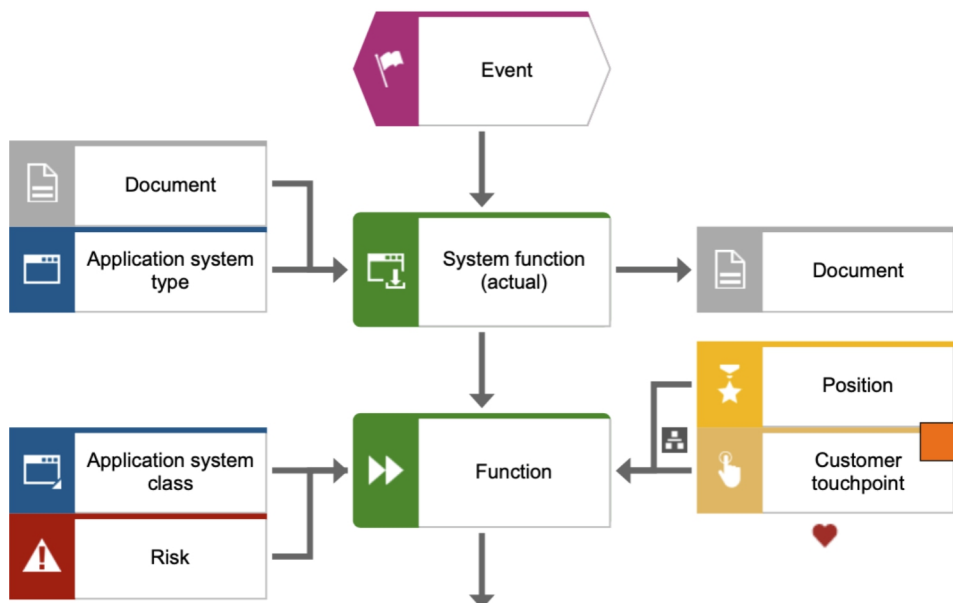 Event
Document
Application system
type
System function
(actual)
Document
Position
Application system
class
Function
Customer
touchpoint
Risk